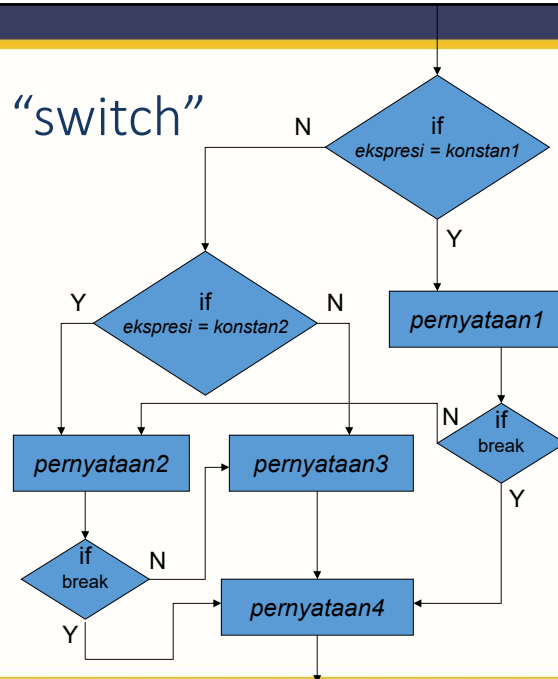 “switch”
N
if
ekspresi = konstan1
Y
Y
if
N
ekspresi = konstan2
pernyataan1
N
if
break
Y
pernyataan2
pernyataan3
if
N
break
Y
pernyataan4